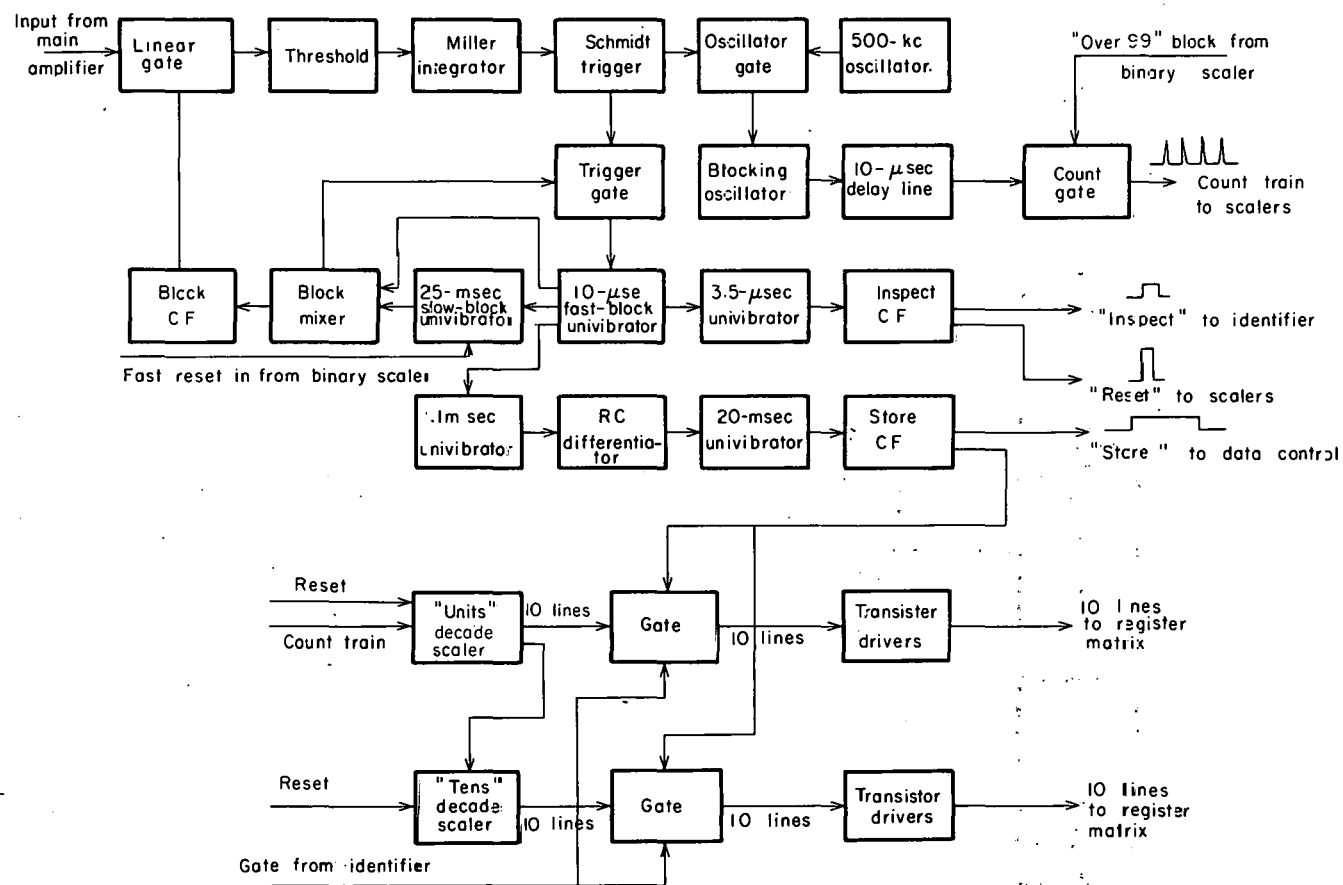 Input from
main
amplifier
Linear
gate
Threshold
Miller
integrator
Schmidt
trigger
Oscillator
gate
500-kc
oscillator.
"Over 99" block from
binary scaler
Trigger
gate
Blocking
oscillator
10-μsec
delay line
Count
gate
Count train
to scalers
Block
CF
Block
mixer
25-msec
slow-block
univibrator
10-μse
fast-block
univibrator
3.5-μsec
univibrator
Inspect
CF
"Inspect" to identifier
Fast reset in from binary scaler
"Reset" to scalers
.1m sec
univibrator
RC
differentia-
tor
20-msec
univibrator
Store
CF
"Store" to data control
Reset
Count train
"Units"
decade
scaler
10 lines
Gate
10 lines
Transister
drivers
10 l nes
to register
matrix
Reset
"Tens"
decade
scaler
10 lines
Gate
10 lines
Transistor
drivers
10 lines
to register
matrix
Gate from identifier